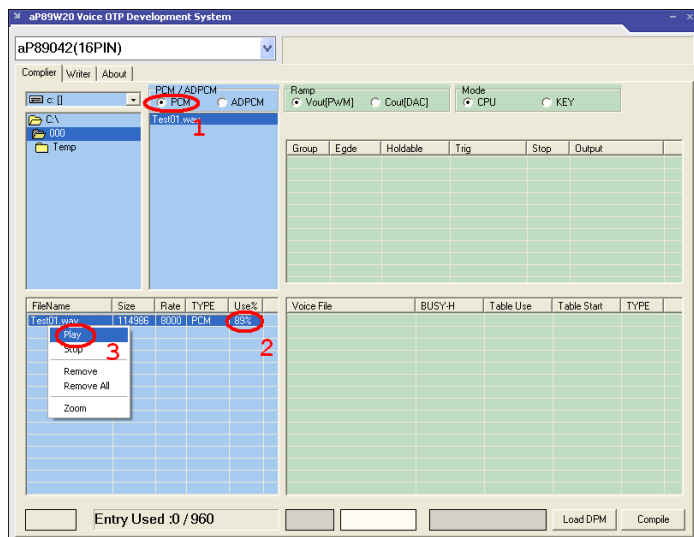 aP89W20 Voice OTP Development System
aP89042(16PIN)
Complier Writer About
c: []
PCM / ADPCM
PCM ADPCM
Ramp
Vout[PWM] Cout[DAC]
Mode
CPU KEY
C:\
000
Temp
Test01.wav
1
Group Egde Holdable Trig Stop Output
FileName Size Rate TYPE Use%
Test01.wav 114986 8000 PCM 89%
2
Play
3
Stop
Remove
Remove All
Zoom
Voice File BUSY-H Table Use Table Start TYPE
Entry Used :0 / 960
Load DPM Compile